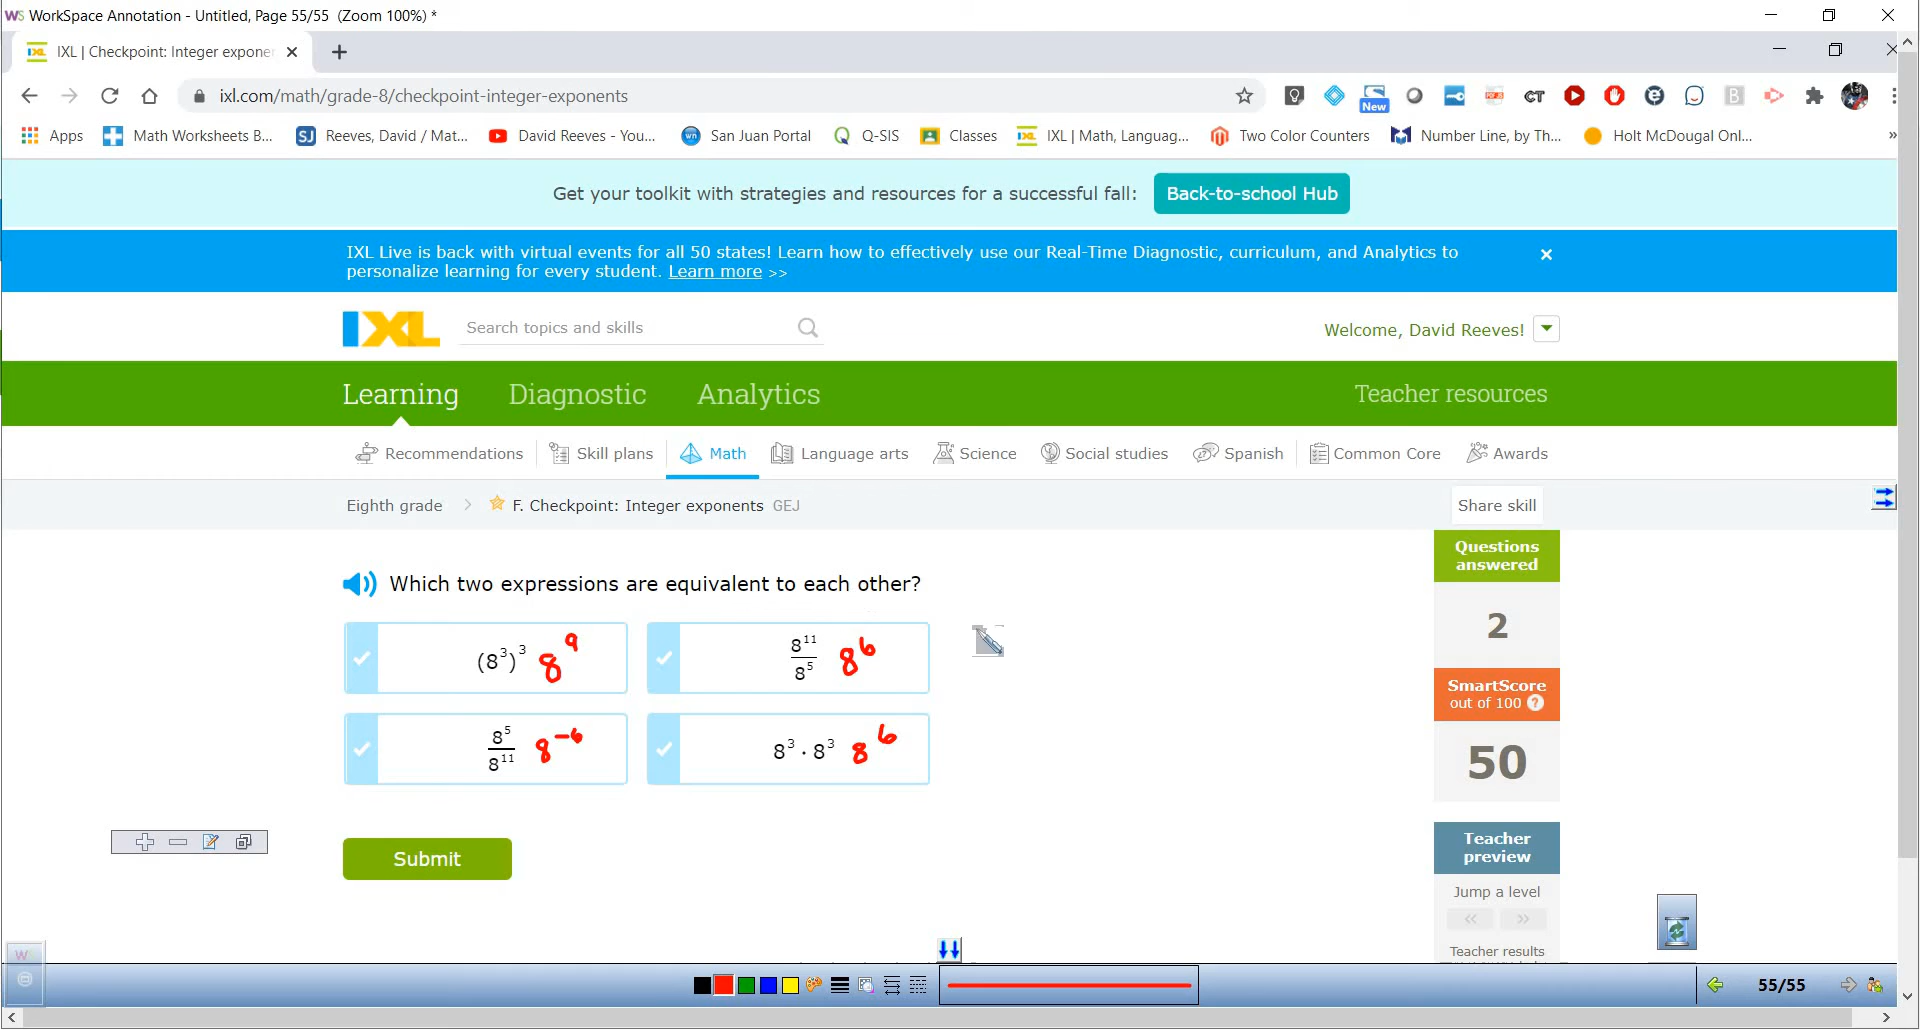 WS WorkSpace Annotation - Untitled, Page 55/55 (Zoom 100%) *
IXL | Checkpoint: Integer expone
ixl.com/math/grade-8/checkpoint-integer-exponents
New
Apps Math Worksheets B... SJ Reeves, David / Mat... David Reeves - You... wn San Juan Portal Q-SIS Classes IXL | Math, Languag... Two Color Counters Number Line, by Th... Holt McDougal Onl... »
Get your toolkit with strategies and resources for a successful fall: Back-to-school Hub
IXL Live is back with virtual events for all 50 states! Learn how to effectively use our Real-Time Diagnostic, curriculum, and Analytics to
personalize learning for every student. Learn more >>
IXL Search topics and skills Welcome, David Reeves!
Learning Diagnostic Analytics Teacher resources
Recommendations Skill plans Math Language arts Science Social studies Spanish Common Core Awards
Eighth grade > F. Checkpoint: Integer exponents GEJ Share skill
Questions
answered
2
SmartScore
out of 100 ?
50
Teacher
preview
Jump a level
<< >>
Teacher results
Which two expressions are equivalent to each other?
(8³)³ 8⁹ 8¹¹/8⁵ 8⁶
8⁵/8¹¹ 8⁻⁶ 8³ · 8³ 8⁶
Submit
WS
55/55